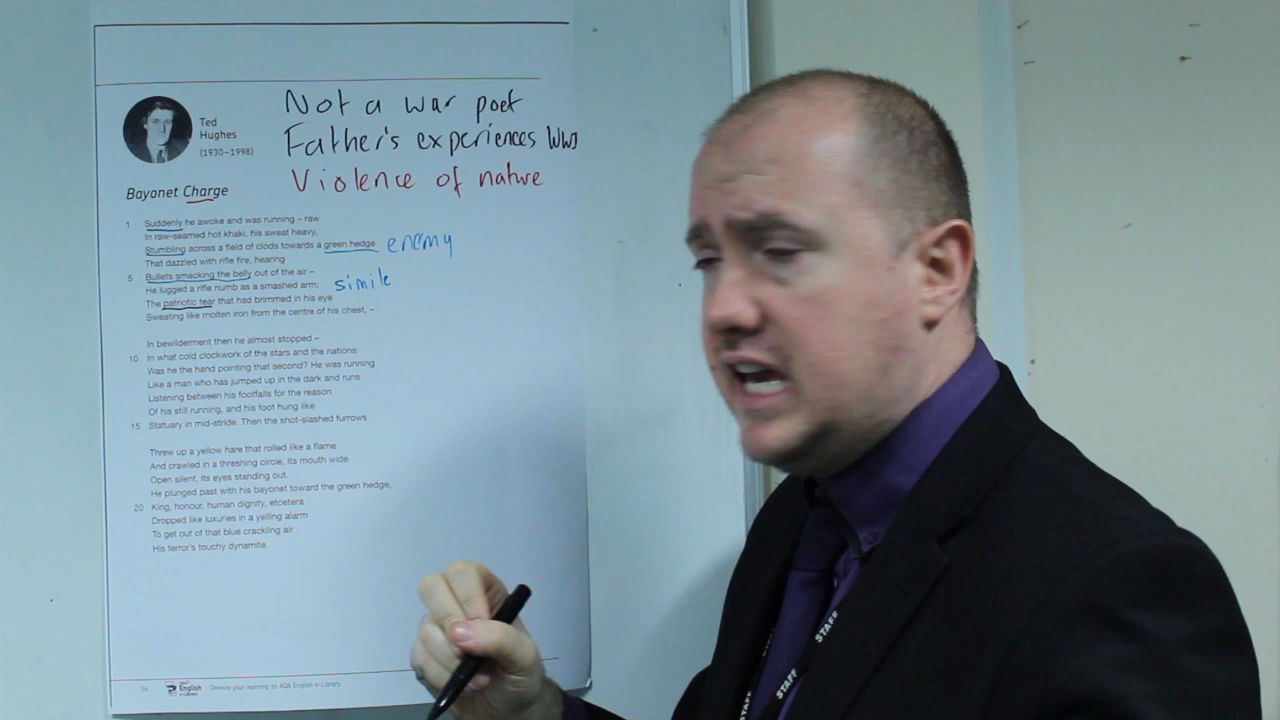 Not a war poet
Father's experiences WW1
Violence of nature
Ted
Hughes
(1930–1998)
Bayonet Charge
1 Suddenly he awoke and was running – raw
In raw-seamed hot khaki, his sweat heavy,
Stumbling across a field of clods towards a green hedge enemy
That dazzled with rifle fire, hearing
5 Bullets smacking the belly out of the air –
He lugged a rifle numb as a smashed arm; simile
The patriotic tear that had brimmed in his eye
Sweating like molten iron from the centre of his chest, –
In bewilderment then he almost stopped –
10 In what cold clockwork of the stars and the nations
Was he the hand pointing that second? He was running
Like a man who has jumped up in the dark and runs
Listening between his footfalls for the reason
Of his still running, and his foot hung like
15 Statuary in mid-stride. Then the shot-slashed furrows
Threw up a yellow hare that rolled like a flame
And crawled in a threshing circle, its mouth wide
Open silent, its eyes standing out.
He plunged past with his bayonet toward the green hedge,
20 King, honour, human dignity, etcetera
Dropped like luxuries in a yelling alarm
To get out of that blue crackling air
His terror's touchy dynamite.
English
Develop your learning on AQA English e-Library
STAFF
STAFF
STAFF